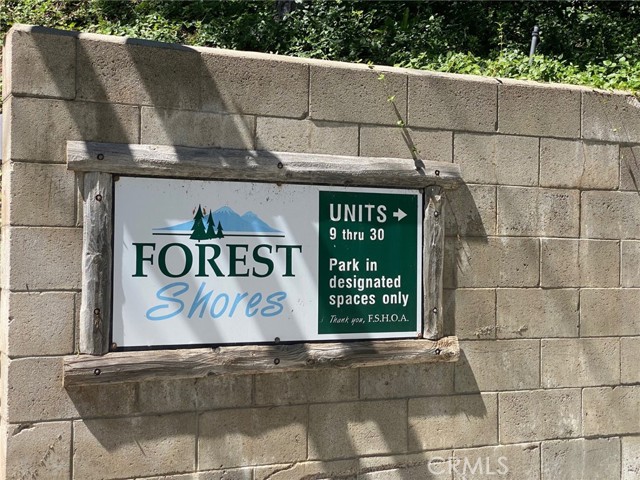 FOREST
Shores
UNITS →
9 thru 30
Park in
designated
spaces only
Thank you, F.S.H.O.A.
CRMLS